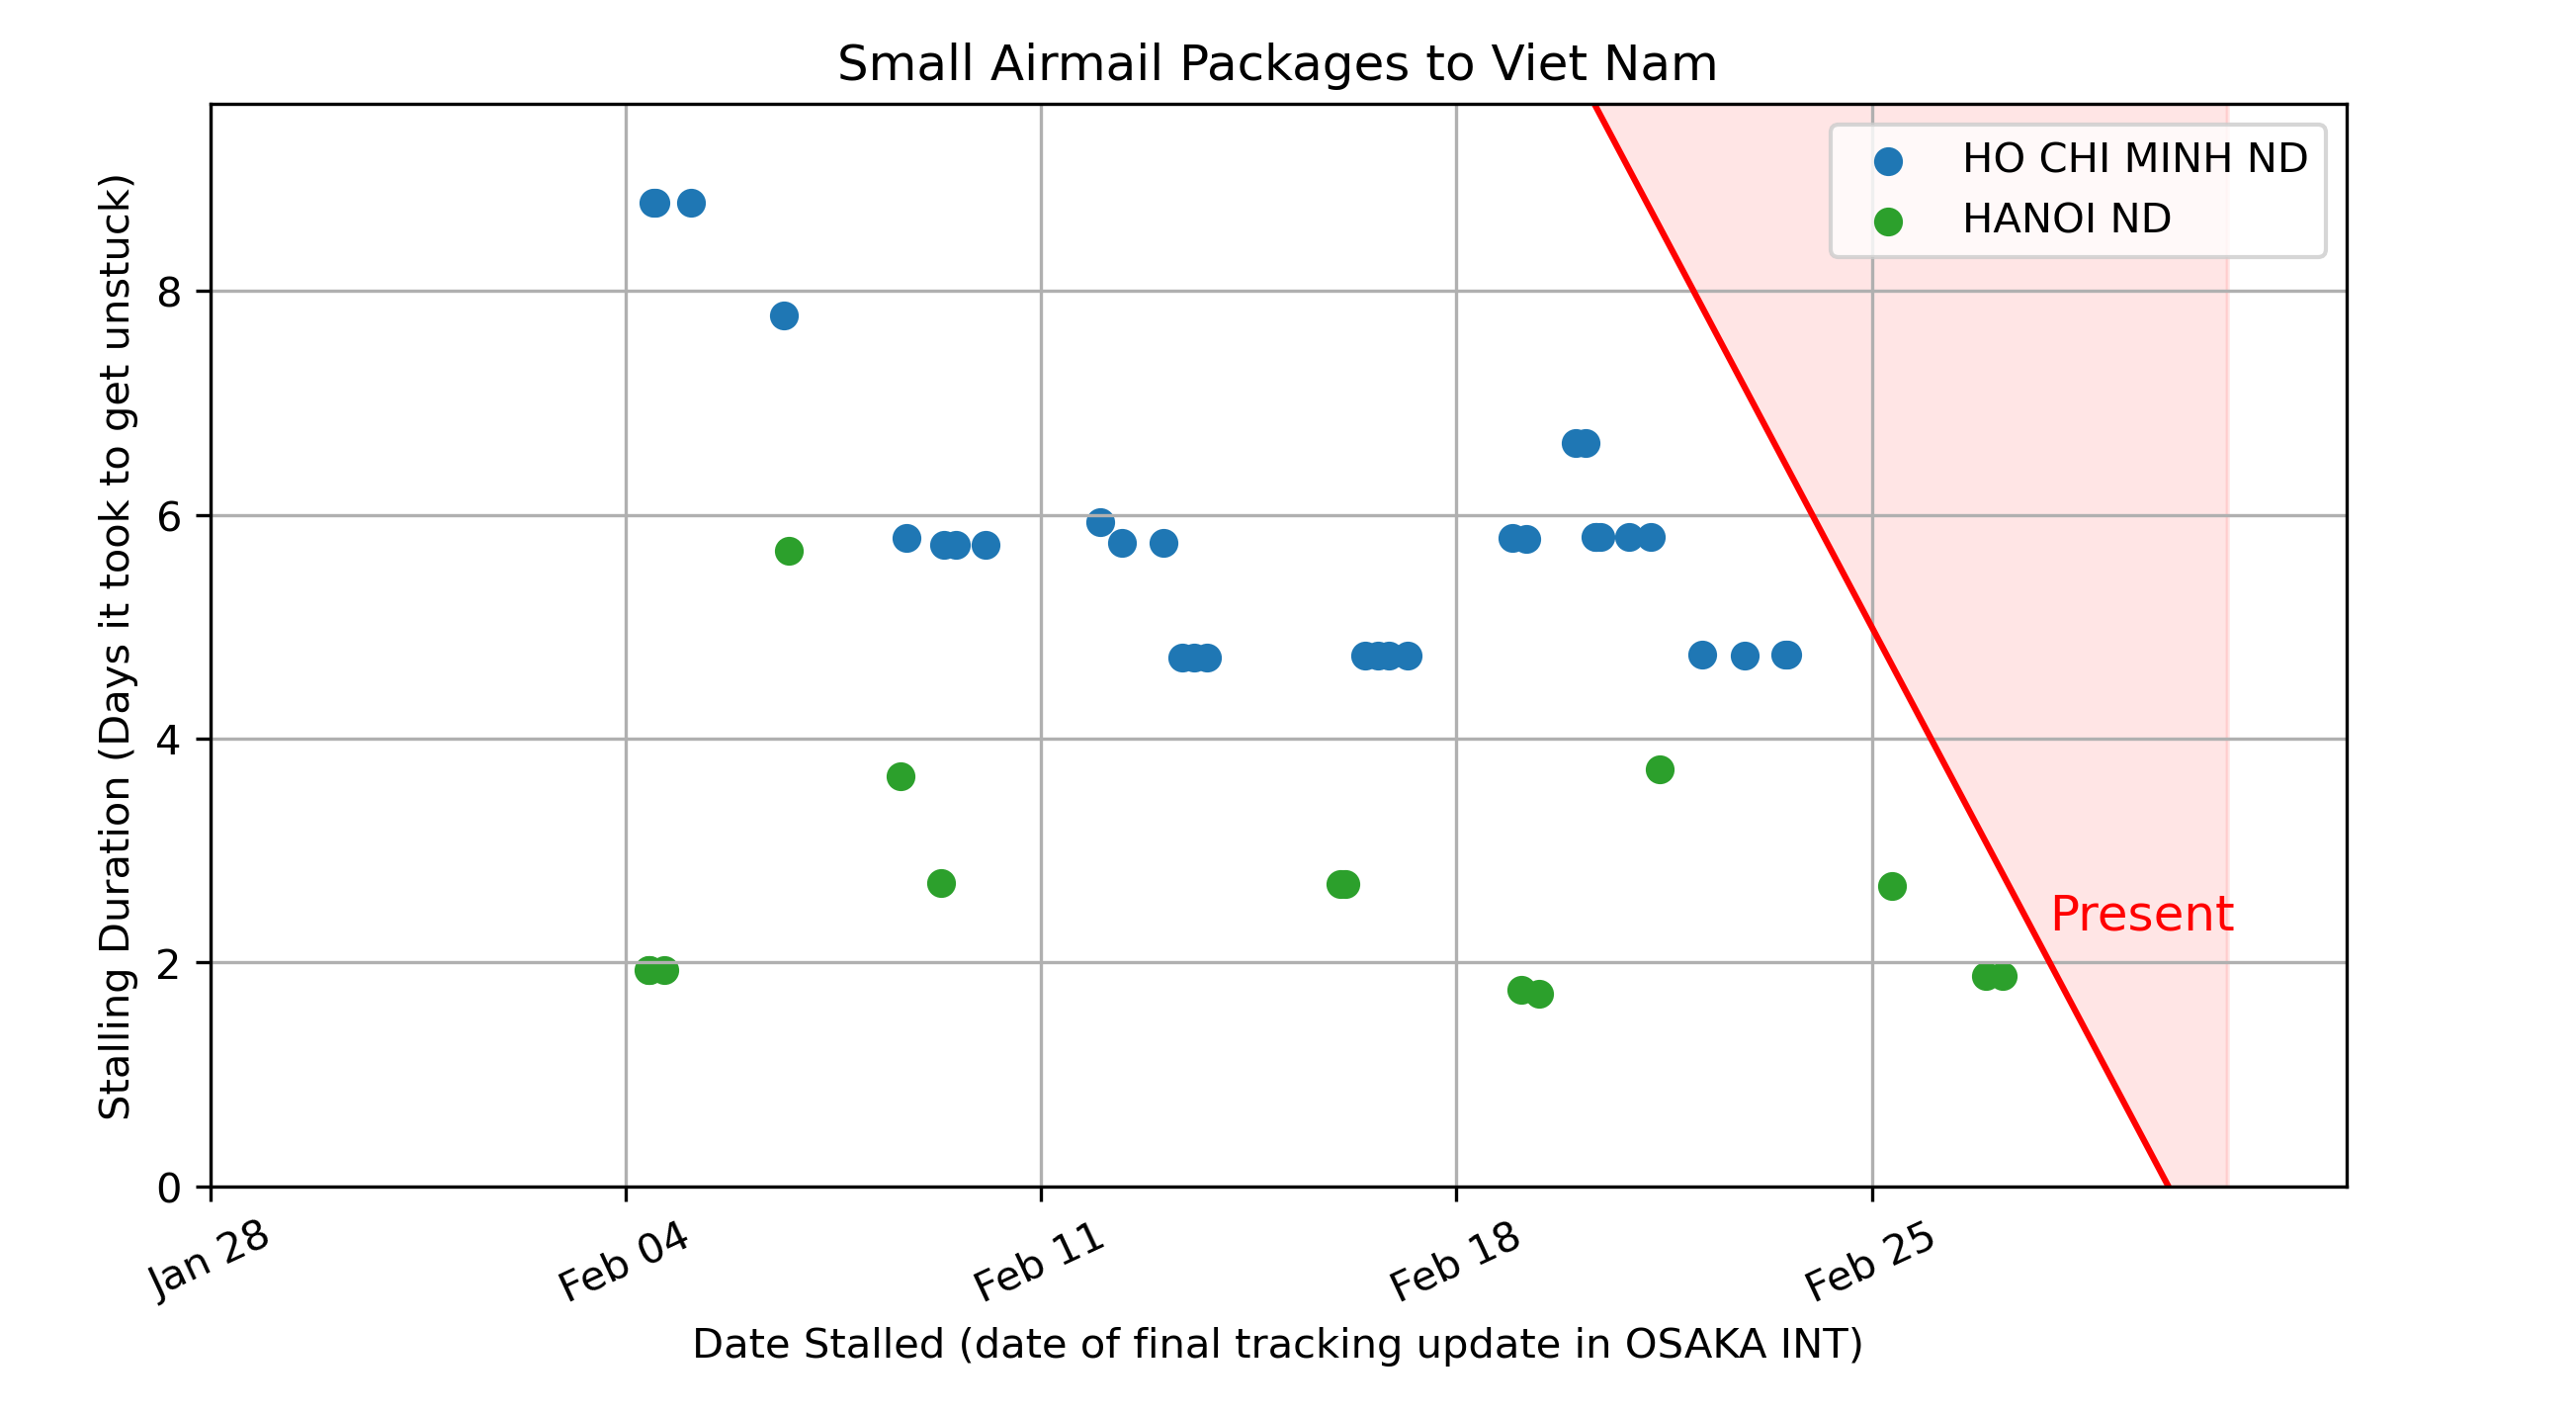 Small Airmail Packages to Viet Nam
HO CHI MINH ND
HANOI ND
Stalling Duration (Days it took to get unstuck)
8
6
4
2
0
Present
Jan 28
Feb 04
Feb 11
Feb 18
Feb 25
Date Stalled (date of final tracking update in OSAKA INT)